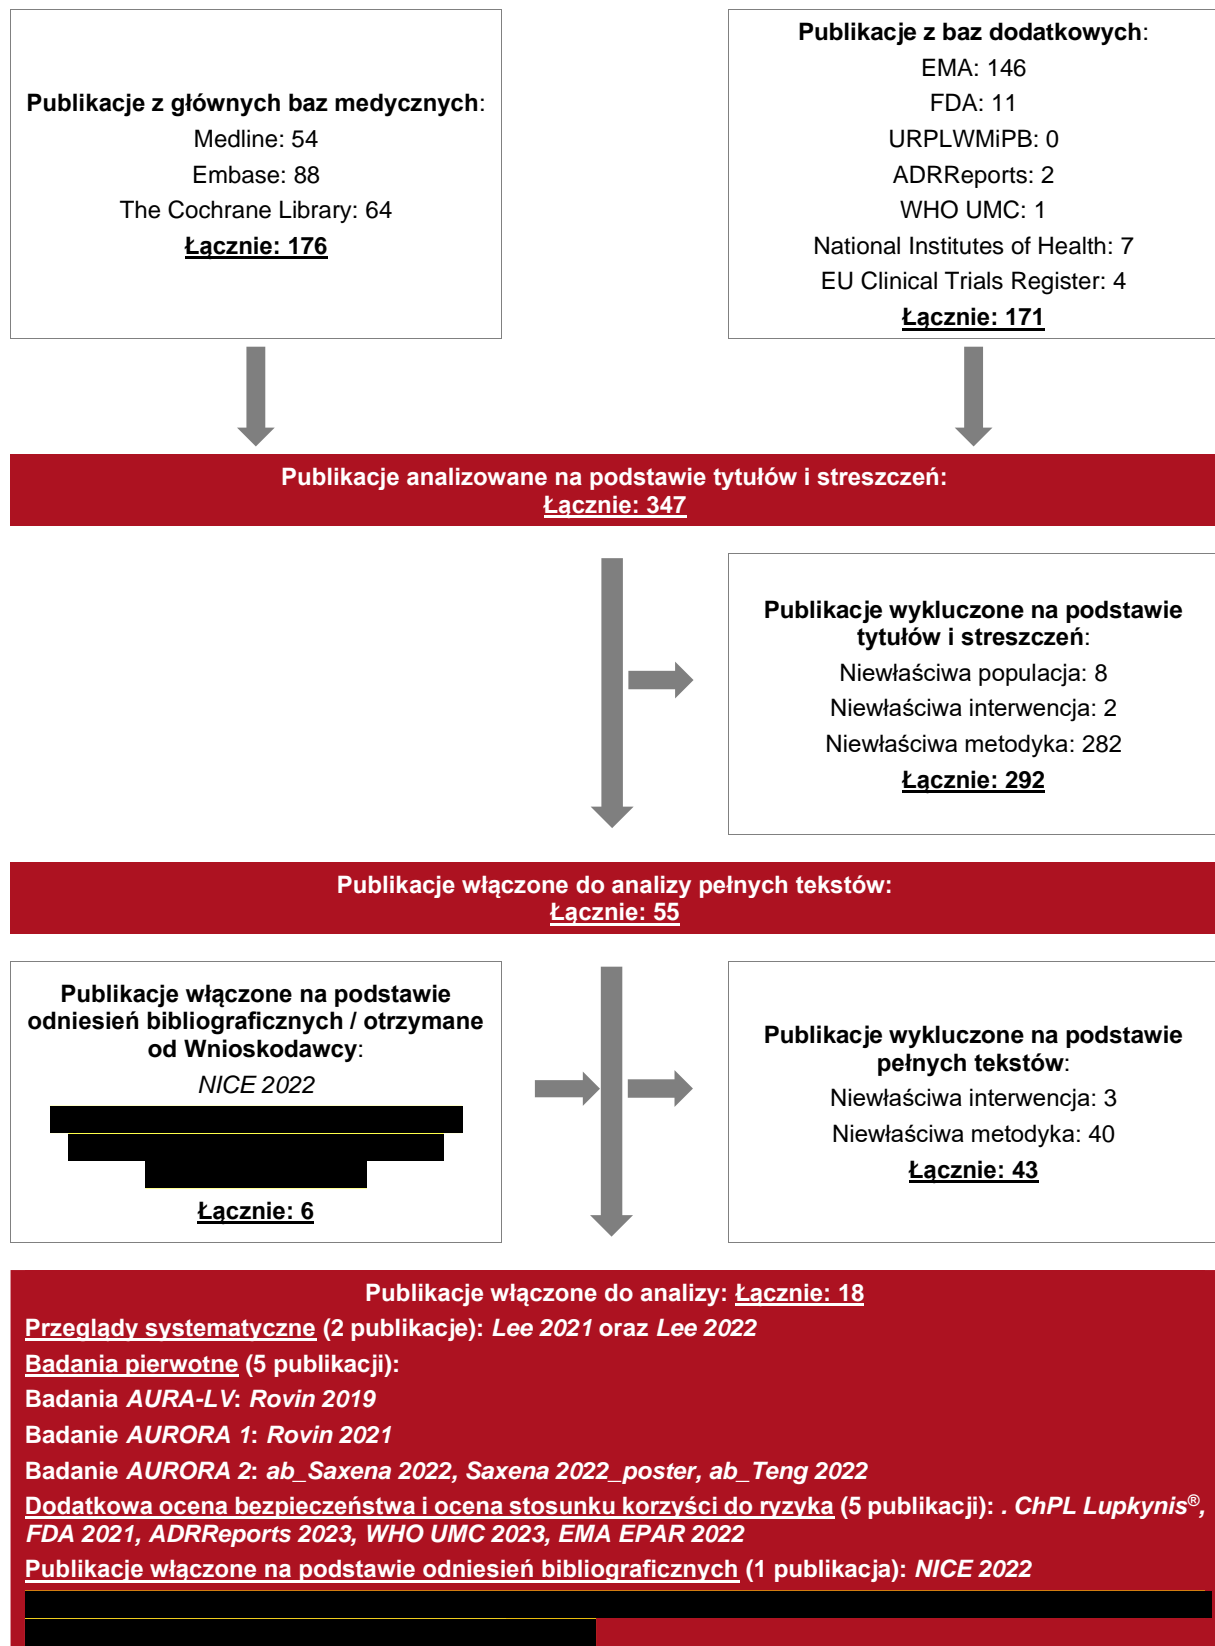 Publikacje z głównych baz medycznych:
Medline: 54
Embase: 88
The Cochrane Library: 64
Łącznie: 176
Publikacje z baz dodatkowych:
EMA: 146
FDA: 11
URPLWMiPB: 0
ADRReports: 2
WHO UMC: 1
National Institutes of Health: 7
EU Clinical Trials Register: 4
Łącznie: 171
Publikacje analizowane na podstawie tytułów i streszczeń:
Łącznie: 347
Publikacje wykluczone na podstawie
tytułów i streszczeń:
Niewłaściwa populacja: 8
Niewłaściwa interwencja: 2
Niewłaściwa metodyka: 282
Łącznie: 292
Publikacje włączone do analizy pełnych tekstów:
Łącznie: 55
Publikacje włączone na podstawie
odniesień bibliograficznych / otrzymane
od Wnioskodawcy:
NICE 2022
Łącznie: 6
Publikacje wykluczone na podstawie
pełnych tekstów:
Niewłaściwa interwencja: 3
Niewłaściwa metodyka: 40
Łącznie: 43
Publikacje włączone do analizy: Łącznie: 18
Przeglądy systematyczne (2 publikacje): Lee 2021 oraz Lee 2022
Badania pierwotne (5 publikacji):
Badania AURA-LV: Rovin 2019
Badanie AURORA 1: Rovin 2021
Badanie AURORA 2: ab_Saxena 2022, Saxena 2022_poster, ab_Teng 2022
Dodatkowa ocena bezpieczeństwa i ocena stosunku korzyści do ryzyka (5 publikacji): . ChPL Lupkynis®,
FDA 2021, ADRReports 2023, WHO UMC 2023, EMA EPAR 2022
Publikacje włączone na podstawie odniesień bibliograficznych (1 publikacja): NICE 2022